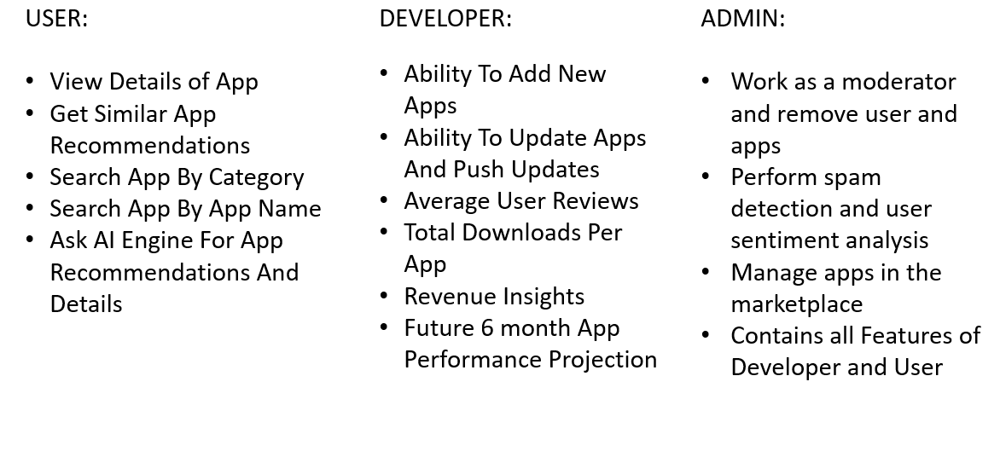 USER:
• View Details of App
• Get Similar App
Recommendations
• Search App By Category
• Search App By App Name
• Ask AI Engine For App
Recommendations And
Details
DEVELOPER:
• Ability To Add New
Apps
• Ability To Update Apps
And Push Updates
• Average User Reviews
• Total Downloads Per
App
• Revenue Insights
• Future 6 month App
Performance Projection
ADMIN:
• Work as a moderator
and remove user and
apps
• Perform spam
detection and user
sentiment analysis
• Manage apps in the
marketplace
• Contains all Features of
Developer and User